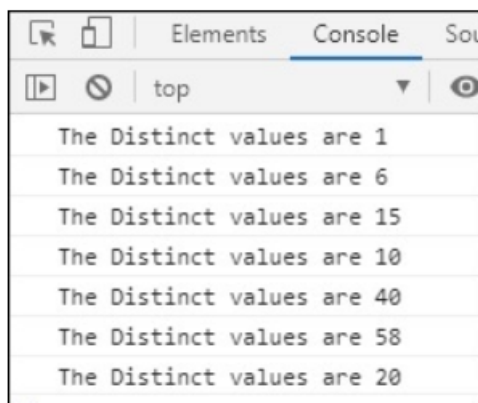 Elements Console
top
The Distinct values are 1
The Distinct values are 6
The Distinct values are 15
The Distinct values are 10
The Distinct values are 40
The Distinct values are 58
The Distinct values are 20